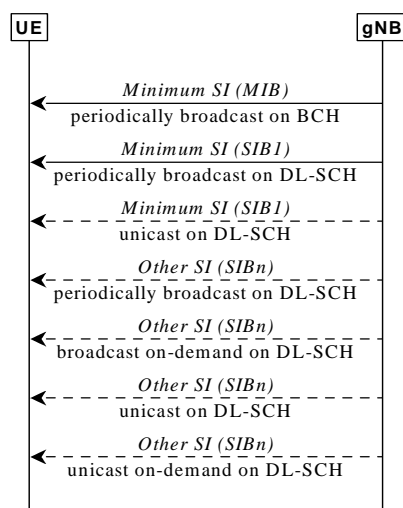 UE
gNB
Minimum SI (MIB)
periodically broadcast on BCH
Minimum SI (SIB1)
periodically broadcast on DL-SCH
Minimum SI (SIB1)
unicast on DL-SCH
Other SI (SIBn)
periodically broadcast on DL-SCH
Other SI (SIBn)
broadcast on-demand on DL-SCH
Other SI (SIBn)
unicast on DL-SCH
Other SI (SIBn)
unicast on-demand on DL-SCH